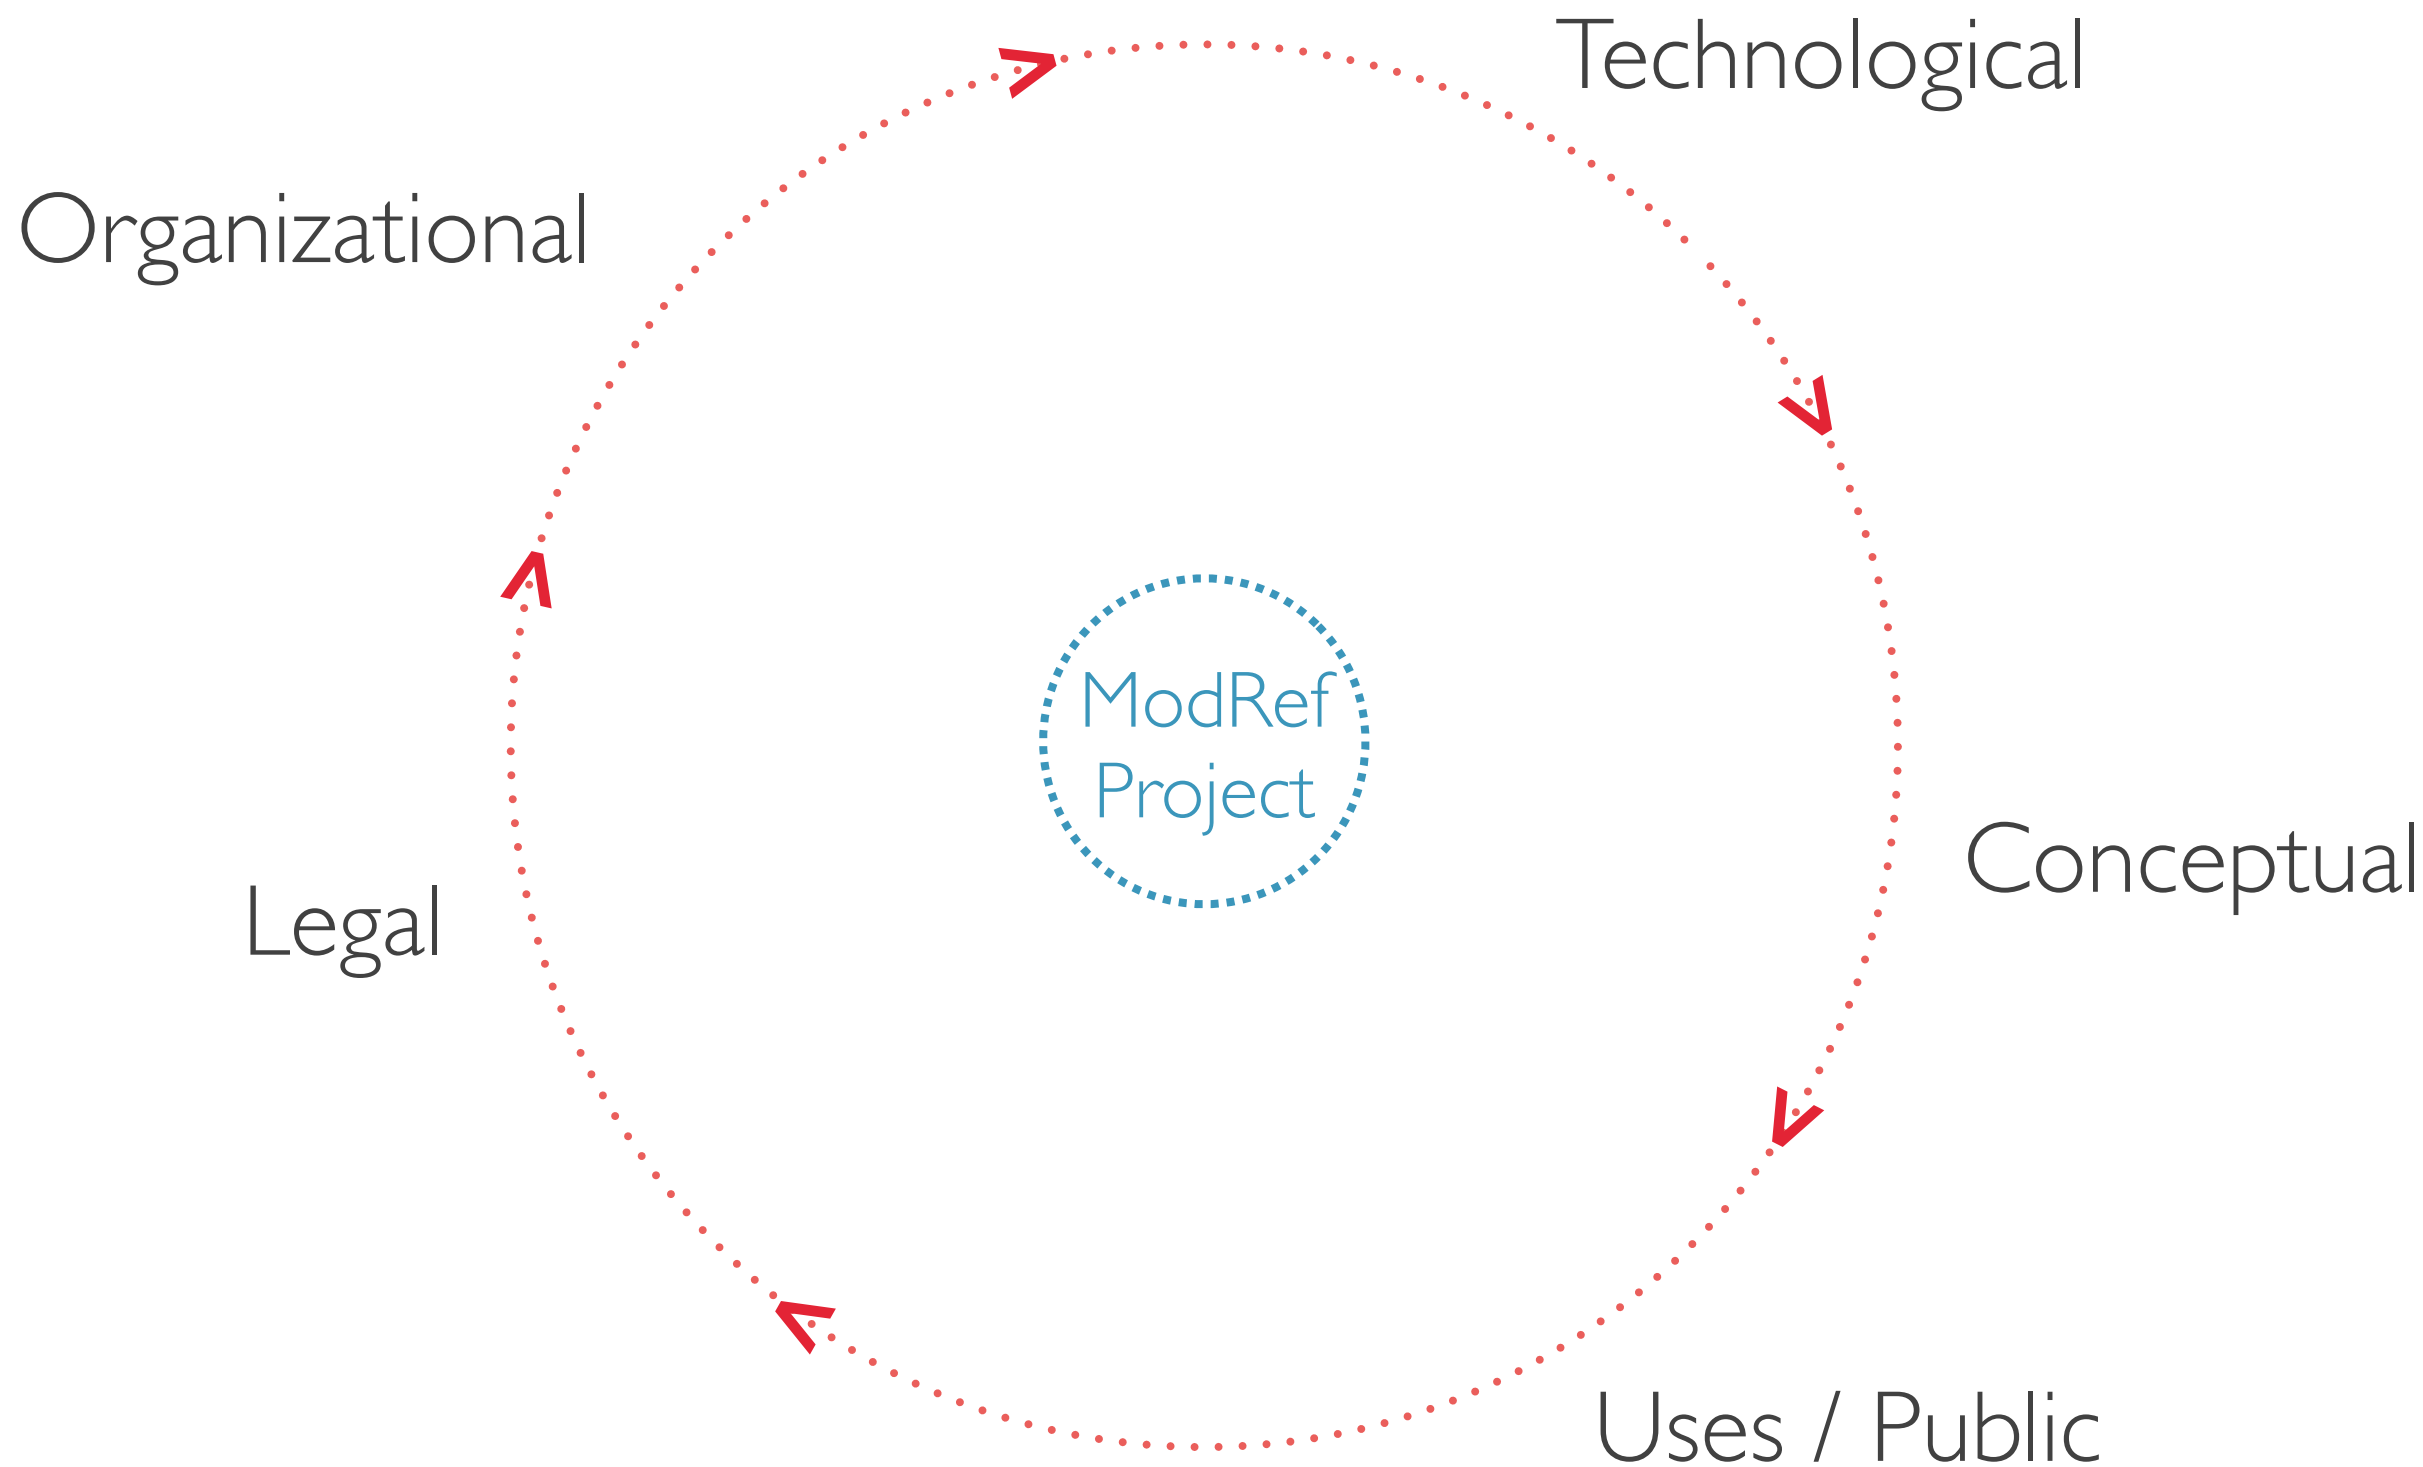 Technological
Organizational
ModRef
Project
Conceptual
Legal
Uses / Public